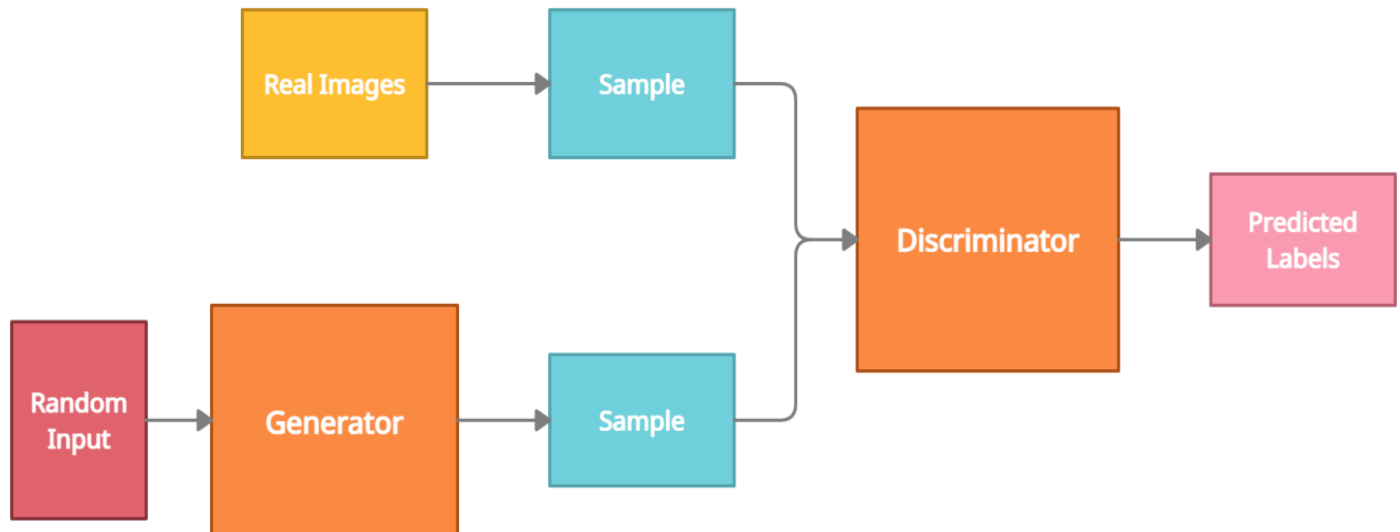 Real Images
Sample
Discriminator
Predicted
Labels
Random
Input
Generator
Sample